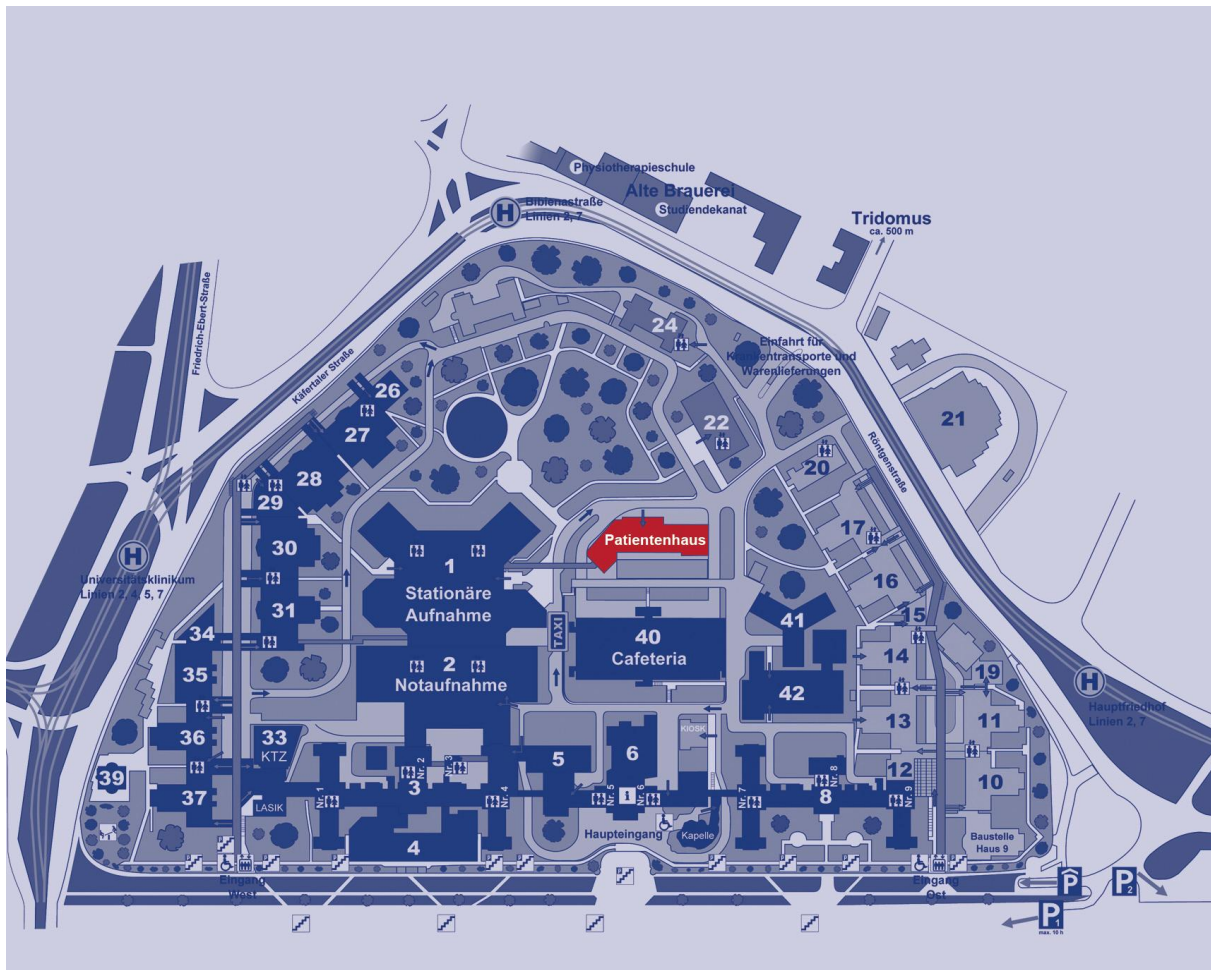 Physiotherapieschule
Alte Brauerei
Studiendekanat
H
Bibienastraße
Linien 2, 7
Tridomus
ca. 500 m
Friedrich-Ebert-Straße
Käfertaler Straße
24
Einfahrt für
Krankentransporte und
Warenlieferungen
26
27
22
21
Röntgenstraße
20
28
29
17
30
H
Universitätsklinikum
Linien 2, 4, 5, 7
Patientenhaus
1
Stationäre
Aufnahme
16
31
41
15
34
TAXI
40
Cafeteria
14
35
2
Notaufnahme
19
42
H
Hauptfriedhof
Linien 2, 7
13
11
36
33
KTZ
KIOSK
5
6
39
Nr. 2
Nr. 3
3
12
10
37
LASIK
Nr. 1
Nr. 4
Nr. 5
i
Nr. 6
Nr. 7
Nr. 8
8
Nr. 9
4
Haupteingang
Kapelle
Baustelle
Haus 9
Eingang
West
Eingang
Ost
P
P2
P1
max. 10 h